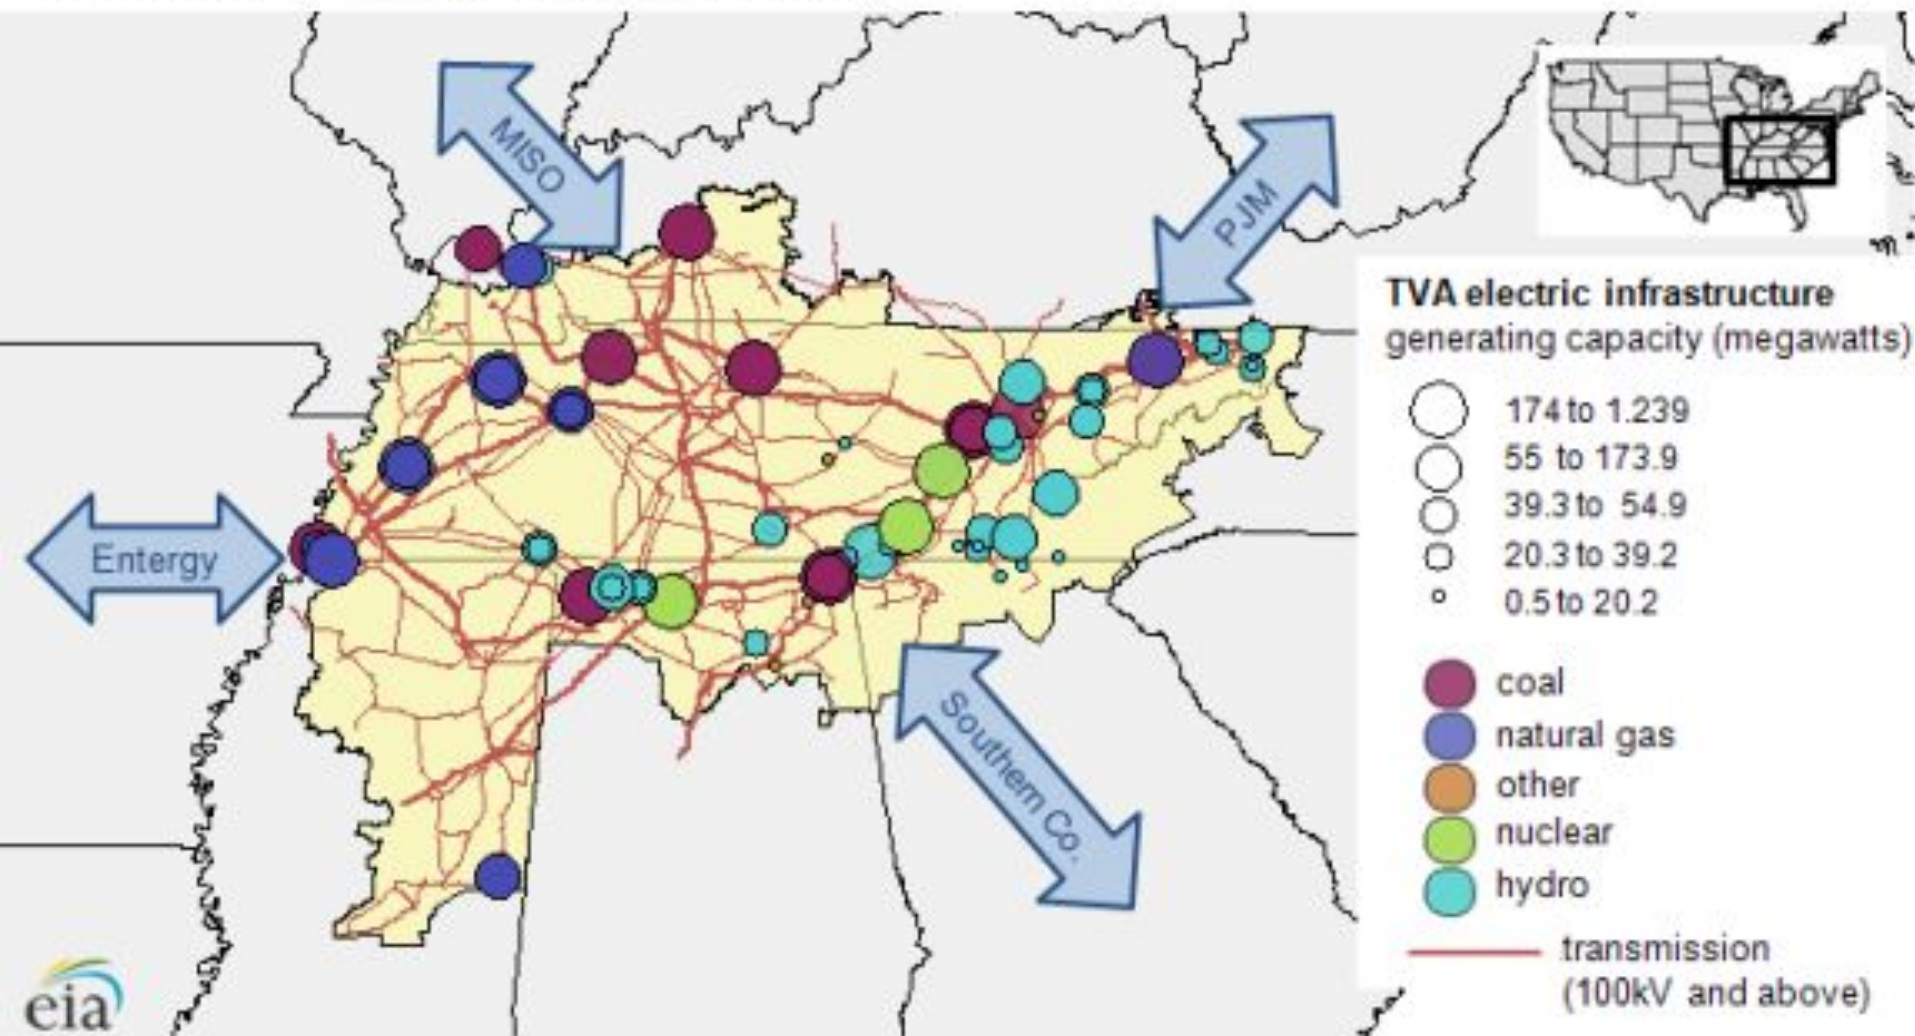 MISO
PJM
Entergy
Southern Co.
TVA electric infrastructure
generating capacity (megawatts)
174 to 1.239
55 to 173.9
39.3 to 54.9
20.3 to 39.2
0.5 to 20.2
coal
natural gas
other
nuclear
hydro
transmission
(100kV and above)
eia